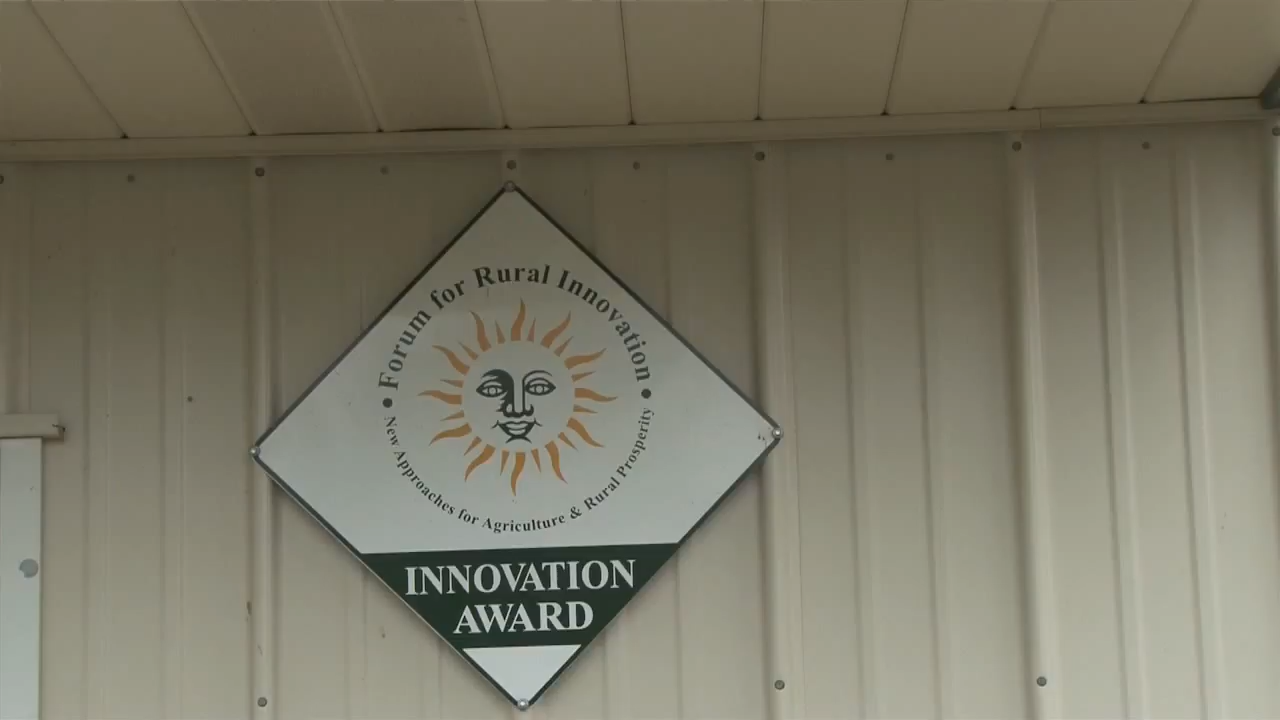 • Forum for Rural Innovation •
New Approaches for Agriculture & Rural Prosperity
INNOVATION
AWARD